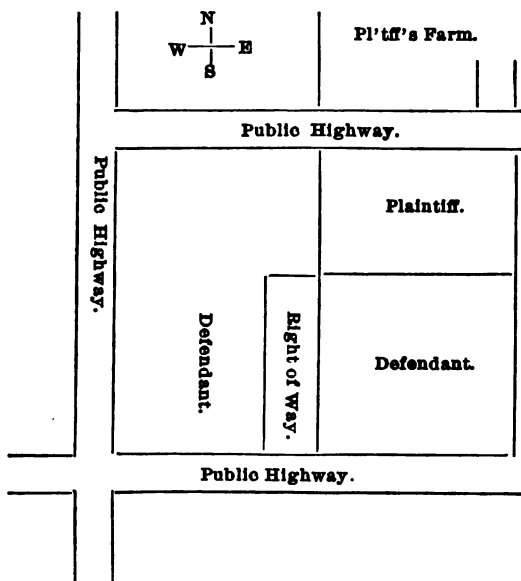 N
W E
S
Pl'tff's Farm.
Public Highway.
Public Highway.
Plaintiff.
Defendant.
Right of Way.
Defendant.
Public Highway.